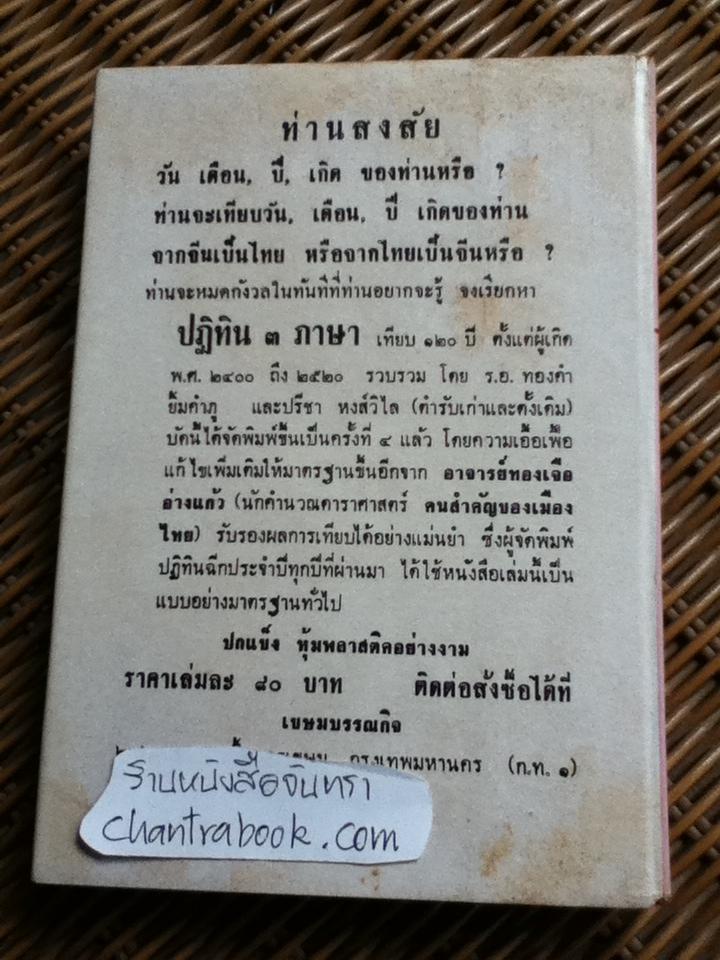 ท่านสงสัย
วัน เดือน, ปี, เกิด ของท่านหรือ ?
ท่านจะเทียบวัน, เดือน, ปี เกิดของท่าน
จากจีนเป็นไทย หรือจากไทยเป็นจีนหรือ ?
ท่านจะหมดกังวลในทันทีที่ท่านอยากจะรู้ จงเรียกหา
ปฏิทิน ๓ ภาษา เทียบ ๑๒๐ ปี ตั้งแต่ผู้เกิด
พ.ศ. ๒๔๐๐ ถึง ๒๕๒๐ รวบรวม โดย ร.อ. ทองคำ
ยิ้มกำภู และปรีชา หงส์วิไล (ตำรับเก่าและดั้งเดิม)
บัดนี้ได้จัดพิมพ์ขึ้นเป็นครั้งที่ ๔ แล้ว โดยความเอื้อเฟื้อ
แก้ไขเพิ่มเติมให้มาตรฐานขึ้นอีกจาก อาจารย์ทองเจือ
อ่างแก้ว (นักคำนวณดาราศาสตร์ คนสำคัญของเมือง
ไทย) รับรองผลการเทียบได้อย่างแม่นยำ ซึ่งผู้จัดพิมพ์
ปฏิทินฉีกประจำปีทุกปีที่ผ่านมา ได้ใช้หนังสือเล่มนี้เป็น
แบบอย่างมาตรฐานทั่วไป
ปกแข็ง หุ้มพลาสติคอย่างงาม
ราคาเล่มละ ๘๐ บาท ติดต่อสั่งซื้อได้ที่
เขษมบรรณกิจ
กรุงเทพมหานคร (ก.ท. ๑)
ร้านหนังสือจันทรา
chantrabook.com